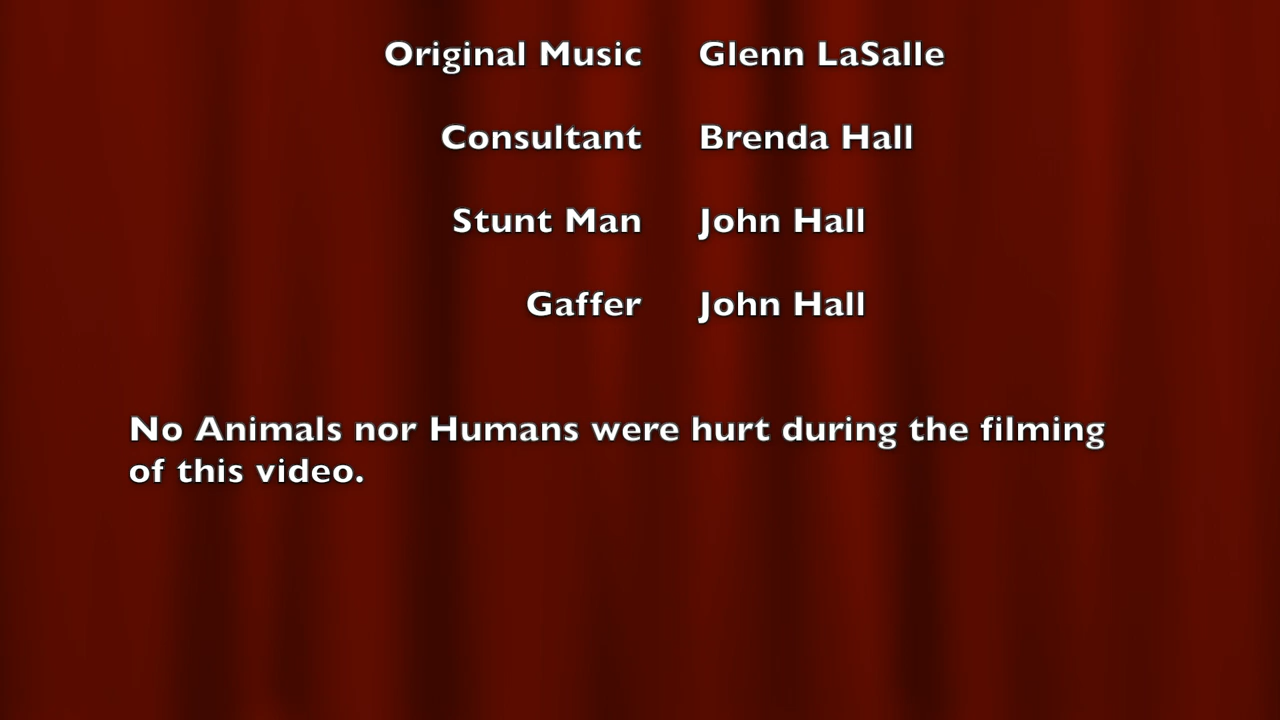 Original Music Glenn LaSalle
Consultant Brenda Hall
Stunt Man John Hall
Gaffer John Hall
No Animals nor Humans were hurt during the filming
of this video.